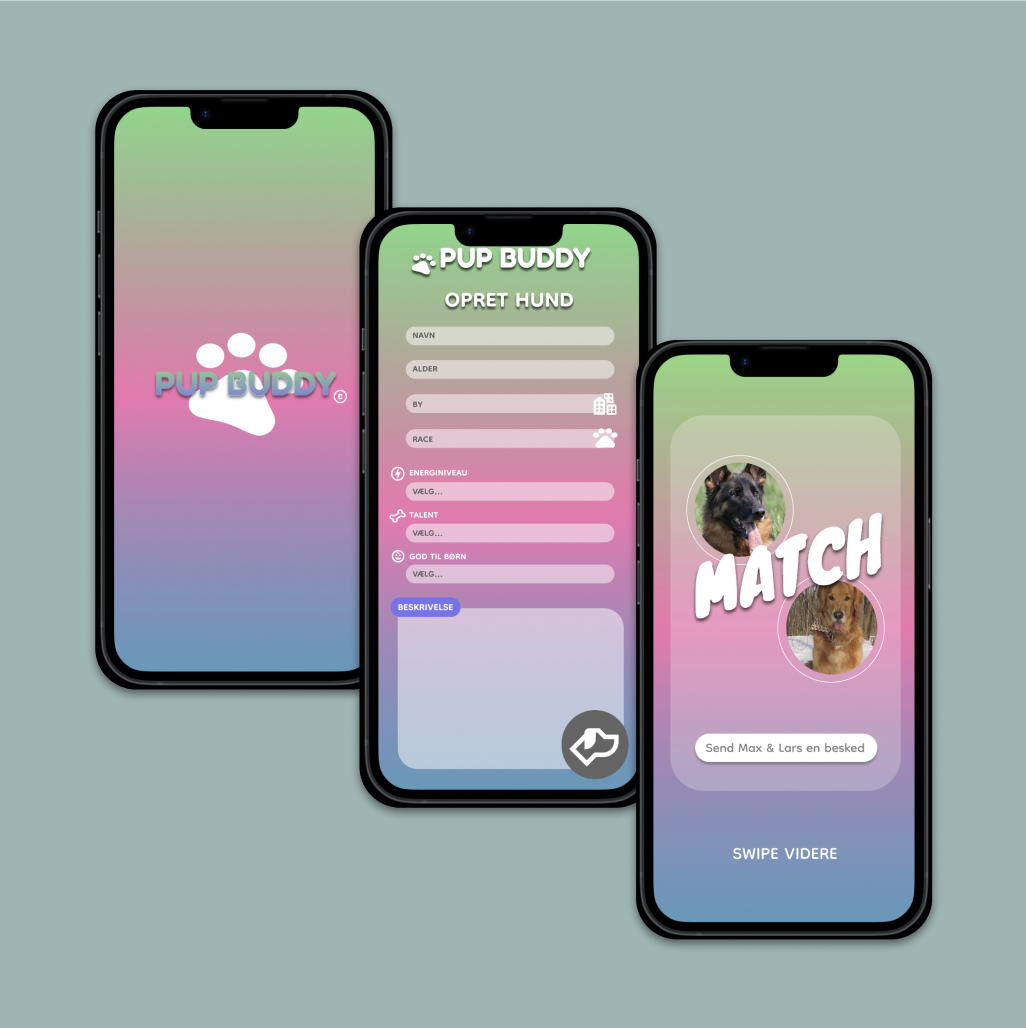 PUP BUDDY
©
PUP BUDDY
OPRET HUND
NAVN
ALDER
BY
RACE
ENERGINIVEAU
VÆLG...
TALENT
VÆLG...
GOD TIL BØRN
VÆLG...
BESKRIVELSE
MATCH
Send Max & Lars en besked
SWIPE VIDERE